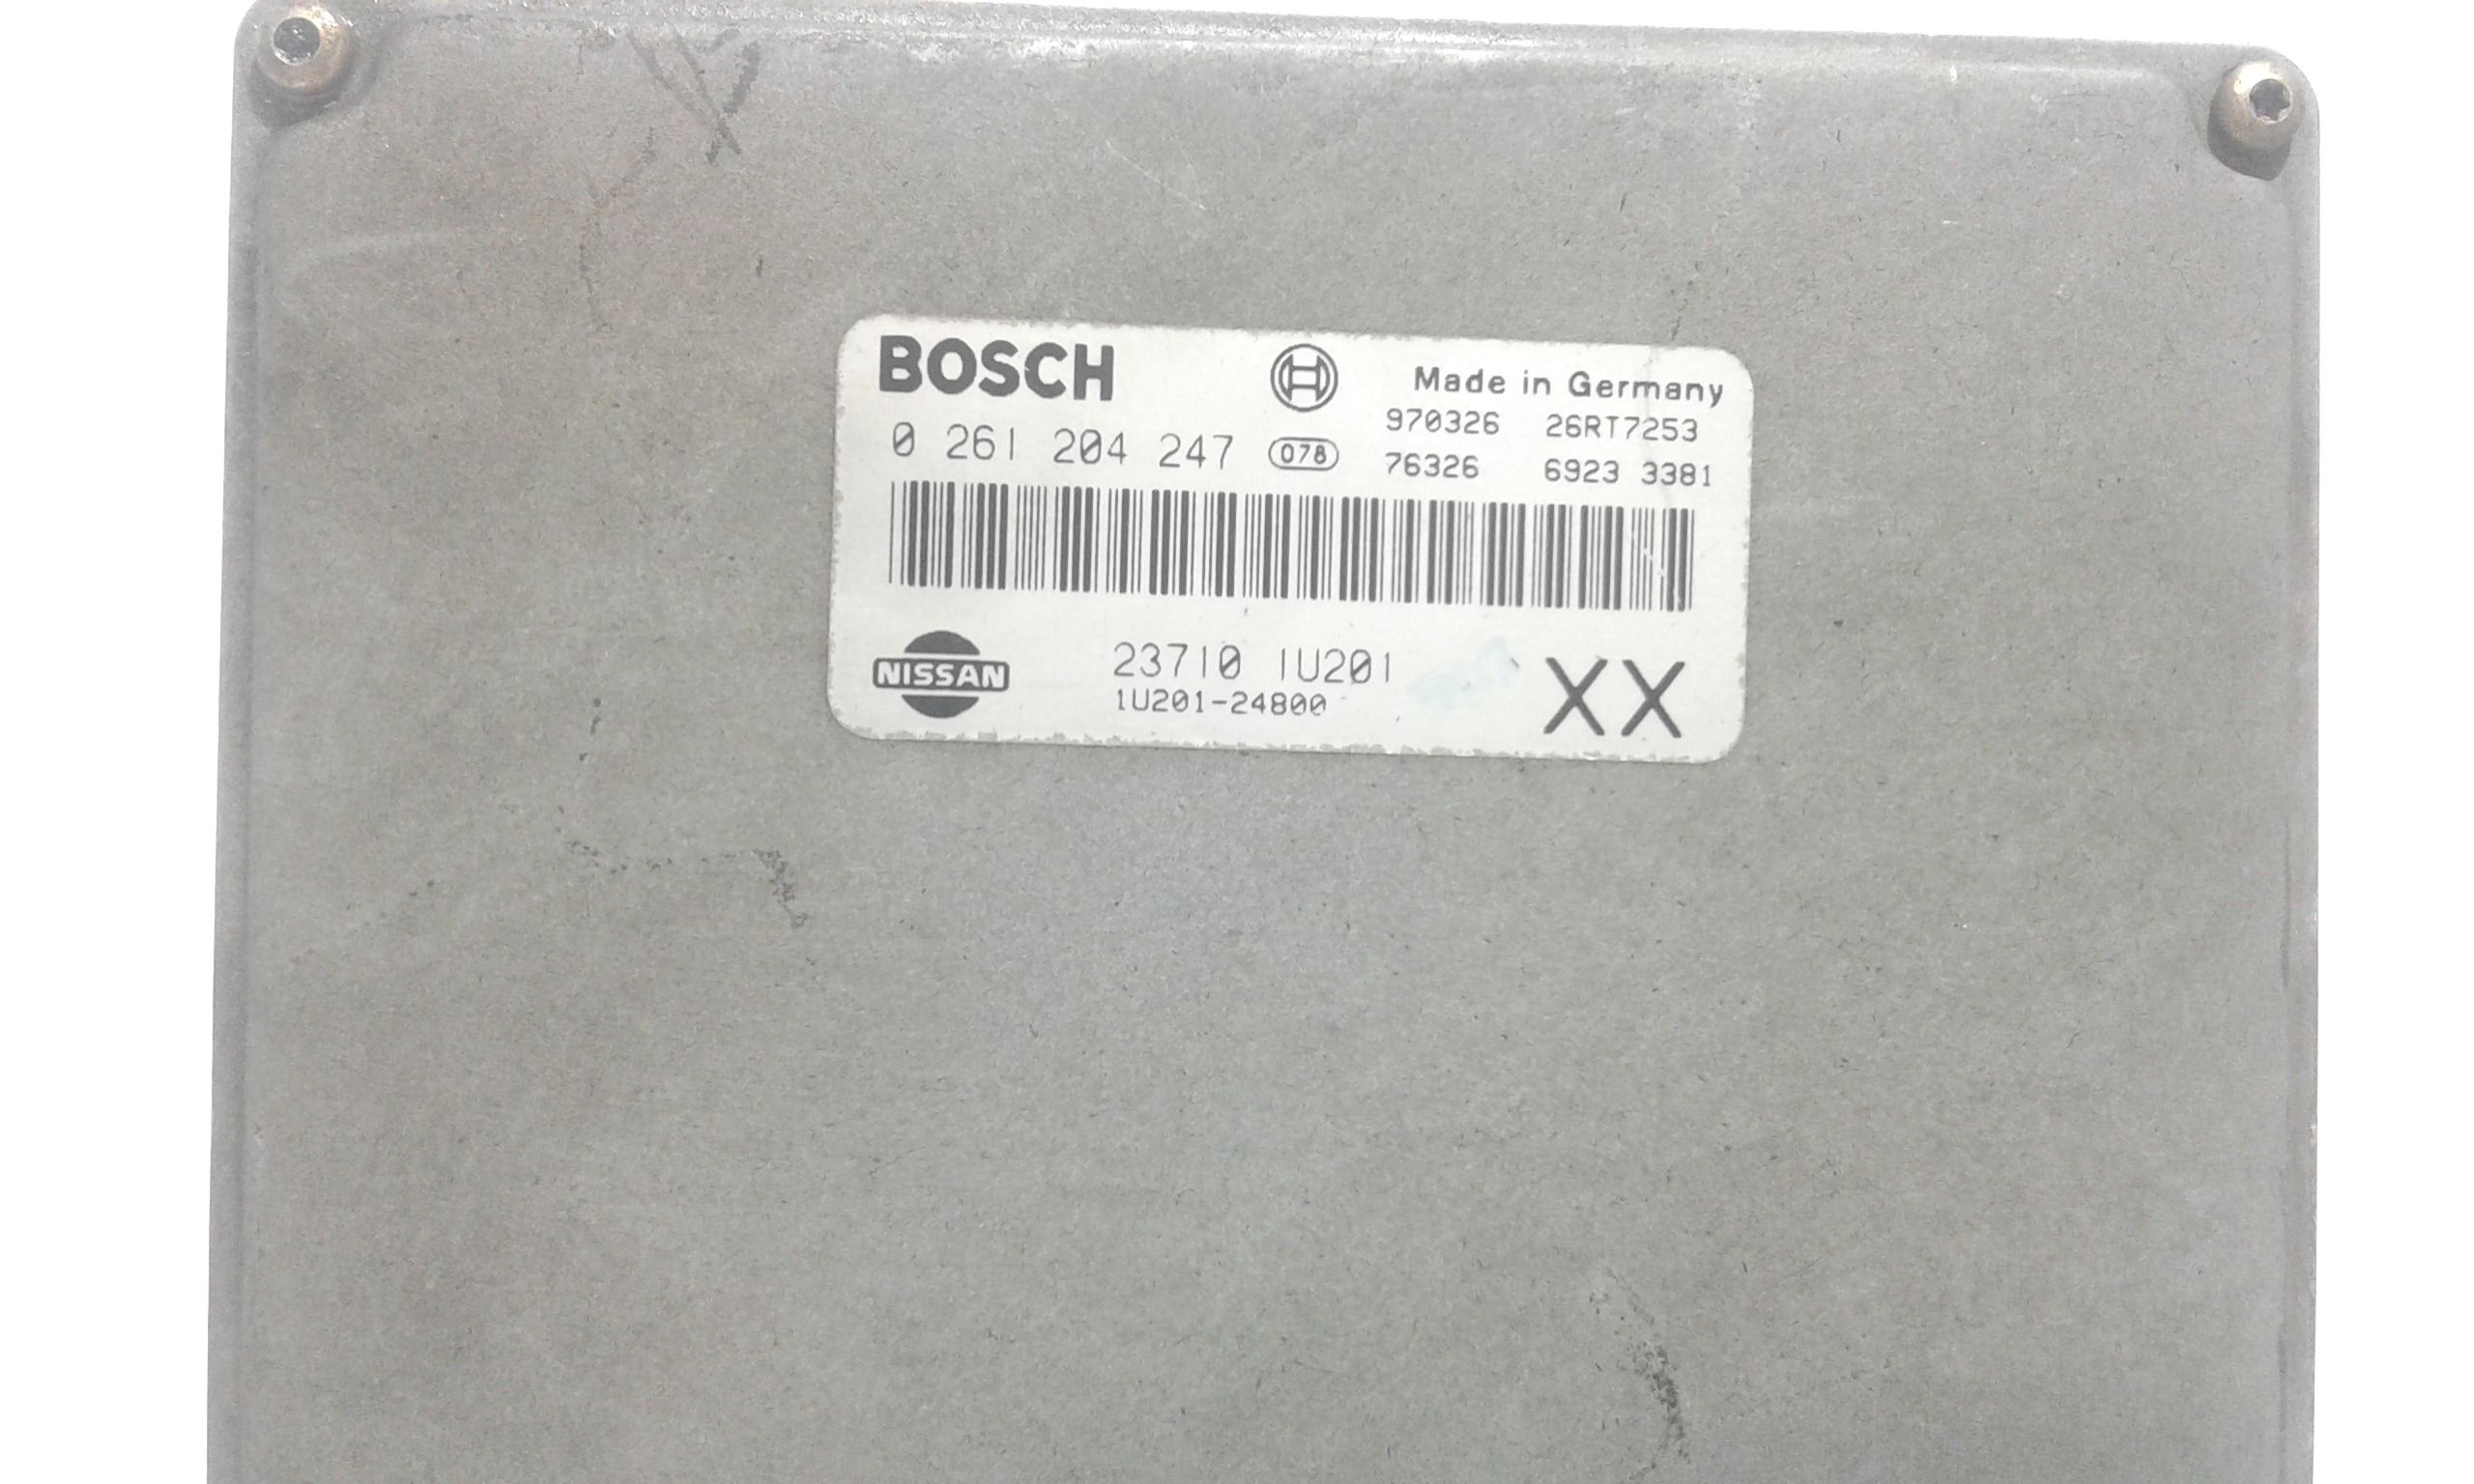 BOSCH
Made in Germany
970326 26RT7253
0 261 204 247 078
76326 6923 3381
NISSAN
23710 1U201
1U201-24800
XX